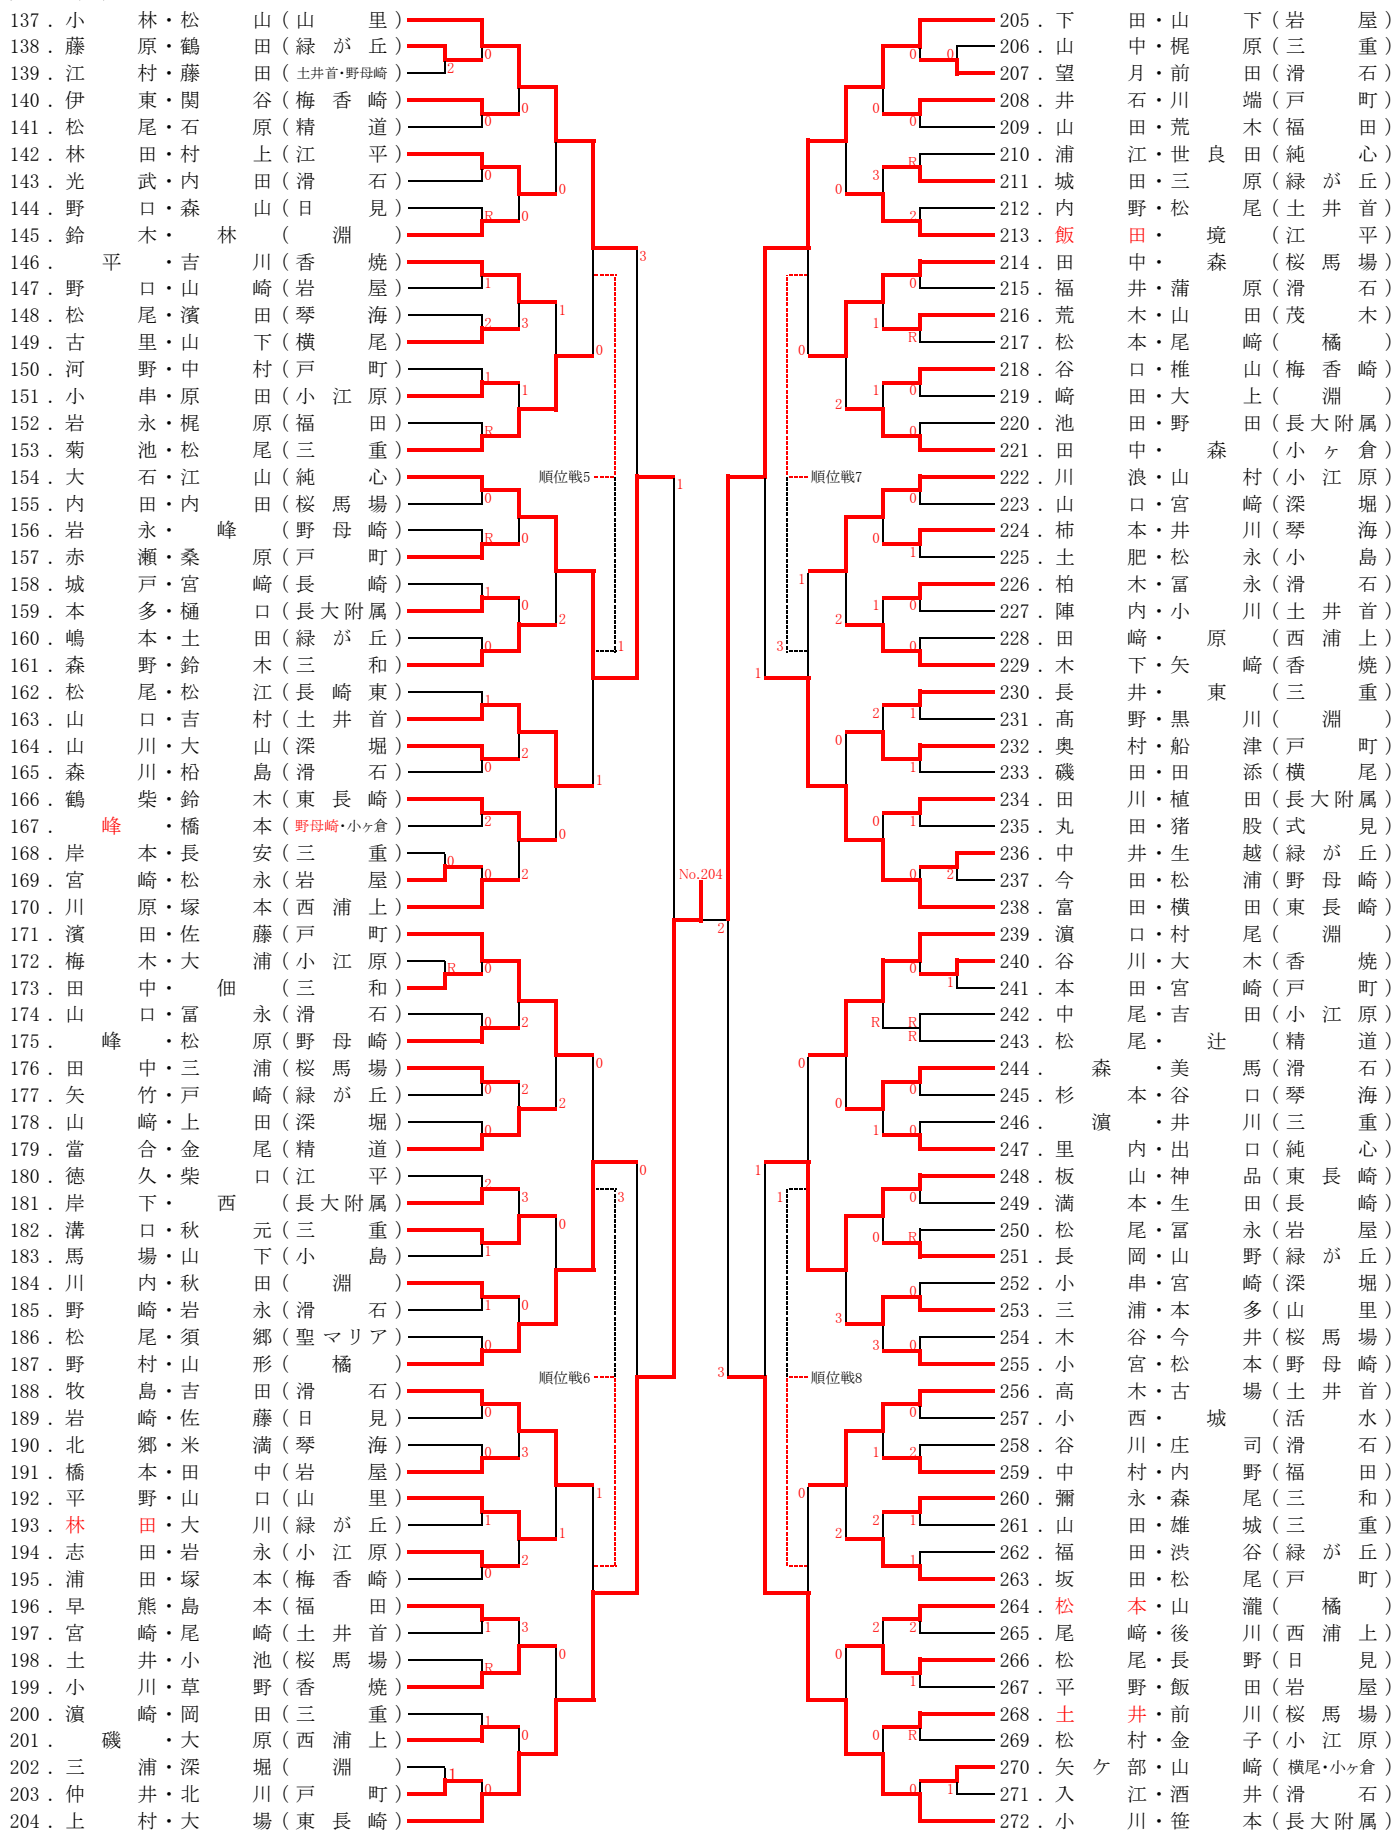 137．小林・松山（山里）
138．藤原・鶴田（緑が丘）
139．江村・藤田（土井首・野母崎）
140．伊東・関谷（梅香崎）
141．松尾・石原（精道）
142．林田・村上（江平）
143．光武・内田（滑石）
144．野口・森山（日見）
145．鈴木・林（淵）
146．平・吉川（香焼）
147．野口・山崎（岩屋）
148．松尾・濱田（琴海）
149．古里・山下（横尾）
150．河野・中村（戸町）
151．小串・原田（小江原）
152．岩永・梶原（福田）
153．菊池・松尾（三重）
154．大石・江山（純心）
155．内田・内田（桜馬場）
156．岩永・峰（野母崎）
157．赤瀬・桑原（戸町）
158．城戸・宮﨑（長崎）
159．本多・樋口（長大附属）
160．嶋本・土田（緑が丘）
161．森野・鈴木（三和）
162．松尾・松江（長崎東）
163．山口・吉村（土井首）
164．山川・大山（深堀）
165．森川・柗島（滑石）
166．鶴柴・鈴木（東長崎）
167．峰・橋本（野母崎・小ヶ倉）
168．岸本・長安（三重）
169．宮崎・松永（岩屋）
170．川原・塚本（西浦上）
171．濱田・佐藤（戸町）
172．梅木・大浦（小江原）
173．田中・佃（三和）
174．山口・冨永（滑石）
175．峰・松原（野母崎）
176．田中・三浦（桜馬場）
177．矢竹・戸崎（緑が丘）
178．山﨑・上田（深堀）
179．當合・金尾（精道）
180．徳久・柴口（江平）
181．岸下・西（長大附属）
182．溝口・秋元（三重）
183．馬場・山下（小島）
184．川内・秋田（淵）
185．野崎・岩永（滑石）
186．松尾・須郷（聖マリア）
187．野村・山形（橘）
188．牧島・吉田（滑石）
189．岩崎・佐藤（日見）
190．北郷・米満（琴海）
191．橋本・田中（岩屋）
192．平野・山口（山里）
193．林田・大川（緑が丘）
194．志田・岩永（小江原）
195．浦田・塚本（梅香崎）
196．早熊・島本（福田）
197．宮崎・尾崎（土井首）
198．土井・小池（桜馬場）
199．小川・草野（香焼）
200．濵崎・岡田（三重）
201．磯・大原（西浦上）
202．三浦・深堀（淵）
203．仲井・北川（戸町）
204．上村・大場（東長崎）
順位戦5
順位戦6
No.204
順位戦7
順位戦8
205．下田・山下（岩屋）
206．山中・梶原（三重）
207．望月・前田（滑石）
208．井石・川端（戸町）
209．山田・荒木（福田）
210．浦江・世良田（純心）
211．城田・三原（緑が丘）
212．内野・松尾（土井首）
213．飯田・境（江平）
214．田中・森（桜馬場）
215．福井・蒲原（滑石）
216．荒木・山田（茂木）
217．松本・尾﨑（橘）
218．谷口・椎山（梅香崎）
219．﨑田・大上（淵）
220．池田・野田（長大附属）
221．田中・森（小ヶ倉）
222．川浪・山村（小江原）
223．山口・宮﨑（深堀）
224．柿本・井川（琴海）
225．土肥・松永（小島）
226．柏木・冨永（滑石）
227．陣内・小川（土井首）
228．田﨑・原（西浦上）
229．木下・矢﨑（香焼）
230．長井・東（三重）
231．髙野・黒川（淵）
232．奥村・船津（戸町）
233．磯田・田添（横尾）
234．田川・植田（長大附属）
235．丸田・猪股（式見）
236．中井・生越（緑が丘）
237．今田・松浦（野母崎）
238．富田・横田（東長崎）
239．濵口・村尾（淵）
240．谷川・大木（香焼）
241．本田・宮崎（戸町）
242．中尾・吉田（小江原）
243．松尾・辻（精道）
244．森・美馬（滑石）
245．杉本・谷口（琴海）
246．濵・井川（三重）
247．里内・出口（純心）
248．板山・神品（東長崎）
249．満本・生田（長崎）
250．松尾・冨永（岩屋）
251．長岡・山野（緑が丘）
252．小串・宮崎（深堀）
253．三浦・本多（山里）
254．木谷・今井（桜馬場）
255．小宮・松本（野母崎）
256．高木・古場（土井首）
257．小西・城（活水）
258．谷川・庄司（滑石）
259．中村・内野（福田）
260．彌永・森尾（三和）
261．山田・雄城（三重）
262．福田・渋谷（緑が丘）
263．坂田・松尾（戸町）
264．松本・山瀧（橘）
265．尾﨑・後川（西浦上）
266．松尾・長野（日見）
267．平野・飯田（岩屋）
268．土井・前川（桜馬場）
269．松村・金子（小江原）
270．矢ケ部・山﨑（横尾・小ヶ倉）
271．入江・酒井（滑石）
272．小川・笹本（長大附属）